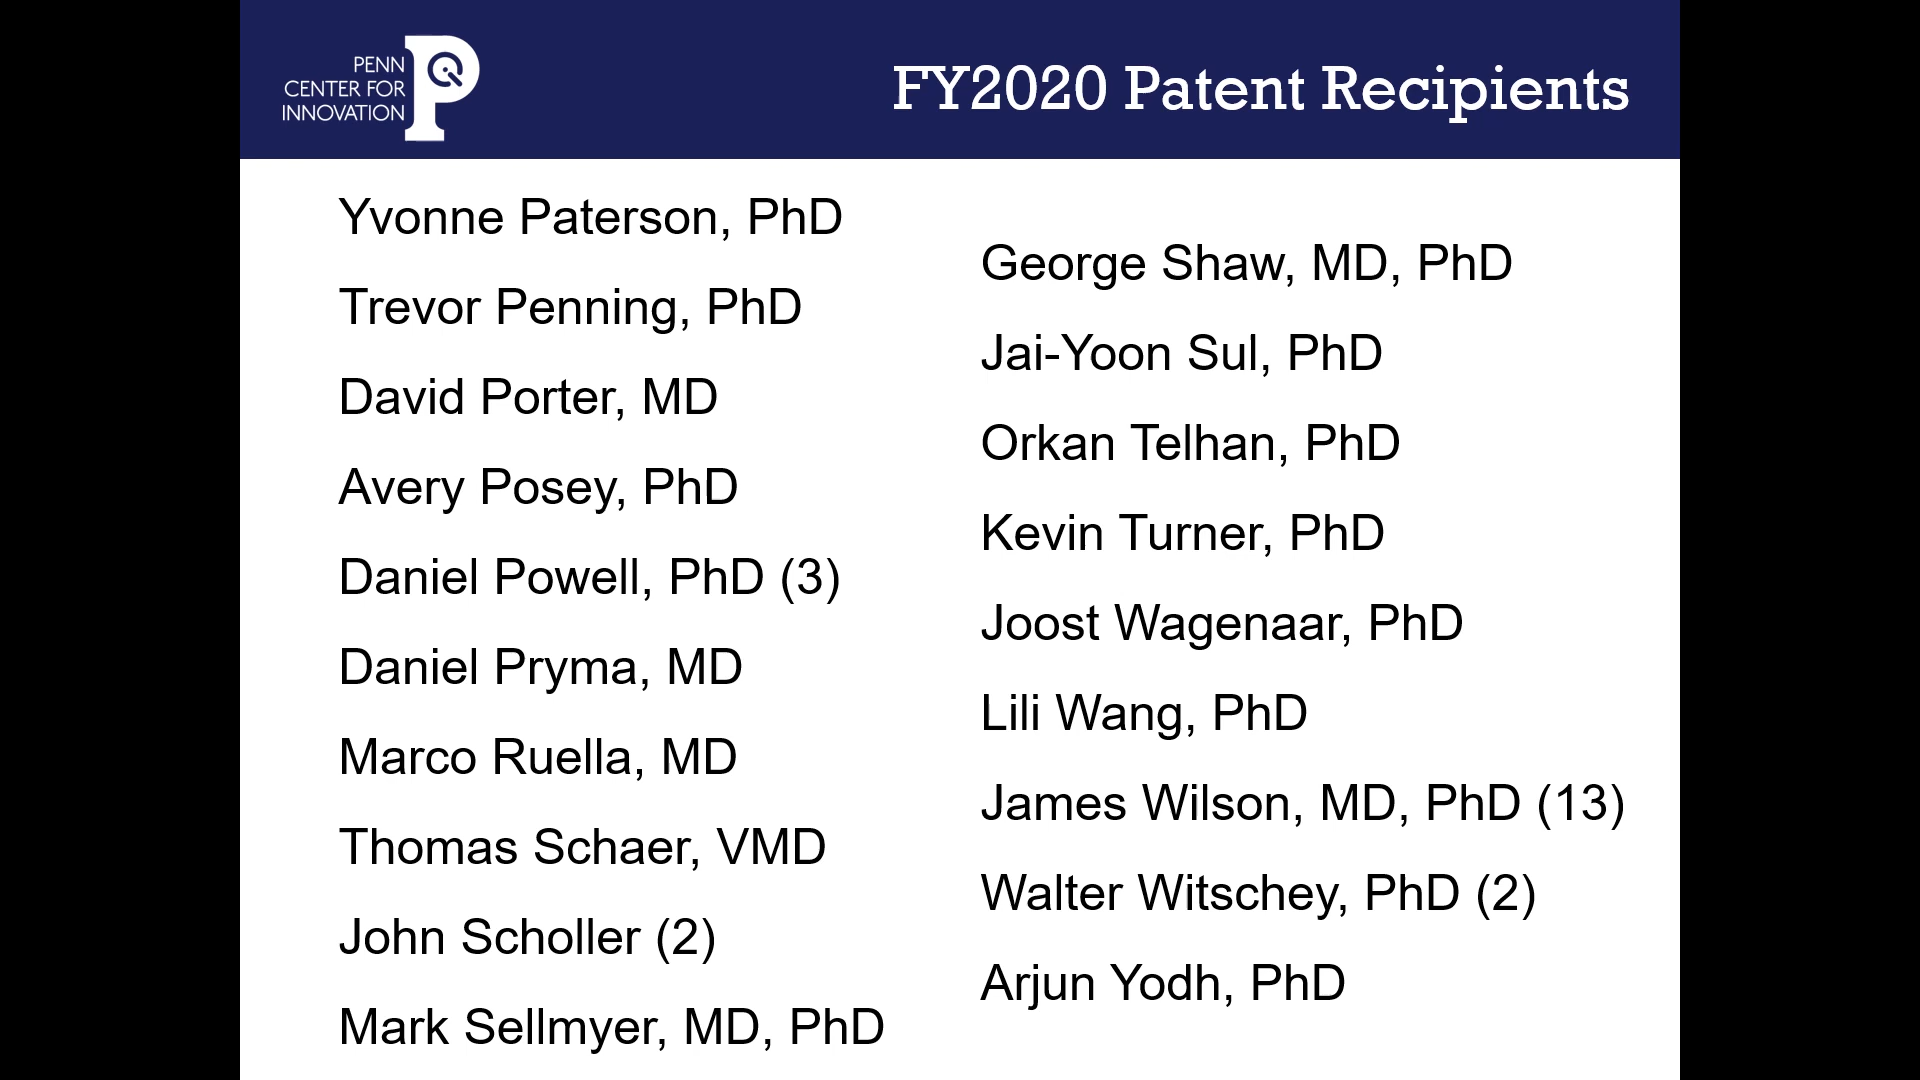 PENN
CENTER FOR
INNOVATION
FY2020 Patent Recipients
Yvonne Paterson, PhD
Trevor Penning, PhD
David Porter, MD
Avery Posey, PhD
Daniel Powell, PhD (3)
Daniel Pryma, MD
Marco Ruella, MD
Thomas Schaer, VMD
John Scholler (2)
Mark Sellmyer, MD, PhD
George Shaw, MD, PhD
Jai-Yoon Sul, PhD
Orkan Telhan, PhD
Kevin Turner, PhD
Joost Wagenaar, PhD
Lili Wang, PhD
James Wilson, MD, PhD (13)
Walter Witschey, PhD (2)
Arjun Yodh, PhD